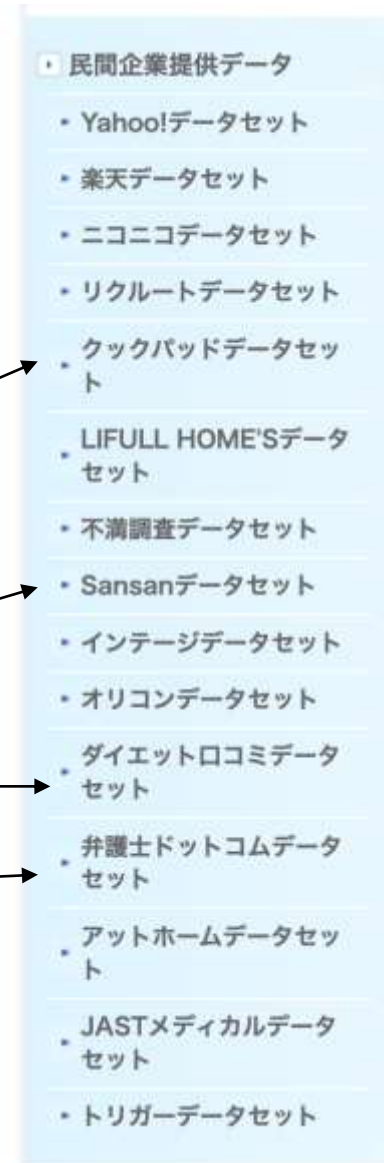 民間企業提供データ
Yahoo!データセット
楽天データセット
ニコニコデータセット
リクルートデータセット
クックパッドデータセッ
ト
LIFULL HOME'Sデータ
セット
不満調査データセット
Sansanデータセット
インテージデータセット
オリコンデータセット
ダイエット口コミデータ
セット
弁護士ドットコムデータ
セット
アットホームデータセッ
ト
JASTメディカルデータ
セット
トリガーデータセット